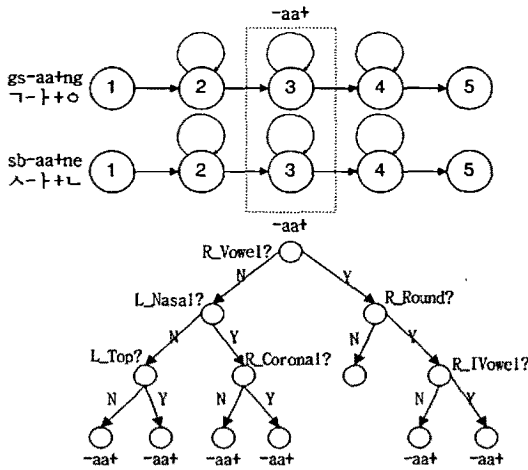 -aa+
gs-aa+ng 1 2 3 4 5
ㄱ-ㅏ+ㅇ
sb-aa+ne 1 2 3 4 5
ㅅ-ㅏ+ㄴ
-aa+
R_Vowel?
N Y
L_Nasal? R_Round?
N Y N Y
L_Top? R_Coronal? R_IVowel?
N Y N Y N Y
-aa+ -aa+ -aa+ -aa+ -aa+ -aa+